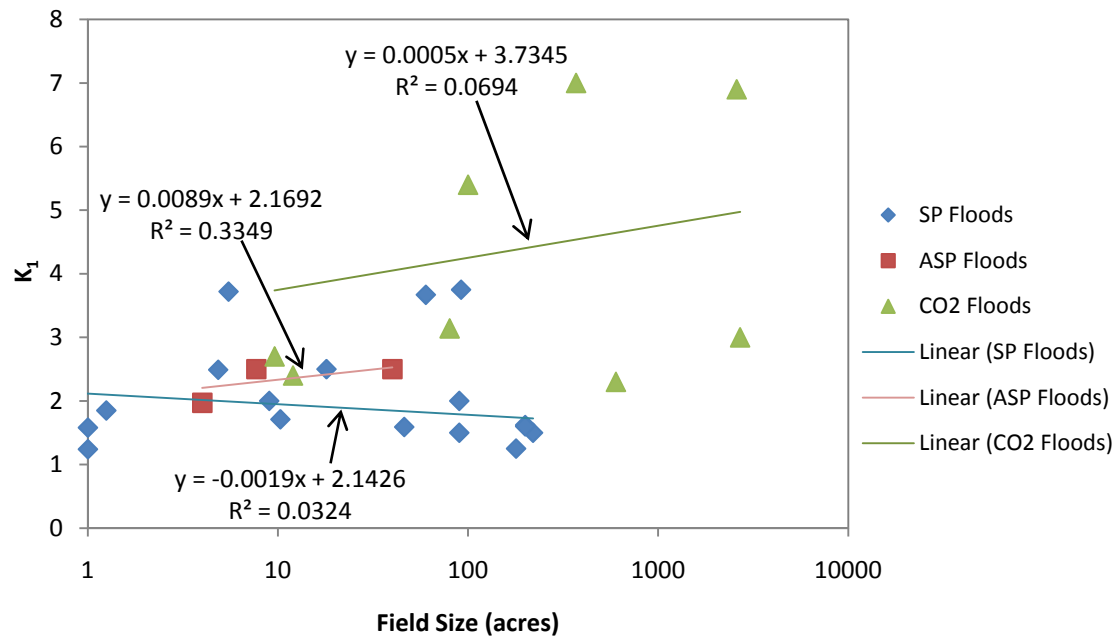 8
7
6
5
4
3
2
1
0
K₁
y = 0.0005x + 3.7345
R² = 0.0694
y = 0.0089x + 2.1692
R² = 0.3349
y = -0.0019x + 2.1426
R² = 0.0324
1 10 100 1000 10000
Field Size (acres)
SP Floods
ASP Floods
CO2 Floods
Linear (SP Floods)
Linear (ASP Floods)
Linear (CO2 Floods)